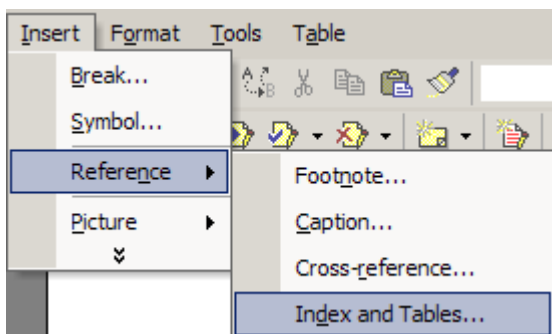 Insert Format Tools Table
Break...
Symbol...
Reference
Footnote...
Picture
Caption...
Cross-reference...
Index and Tables...